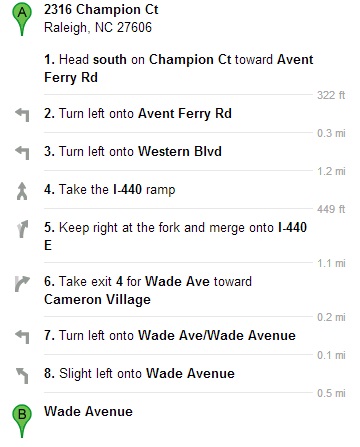 A
2316 Champion Ct
Raleigh, NC 27606
1. Head south on Champion Ct toward Avent
Ferry Rd
322 ft
2. Turn left onto Avent Ferry Rd
0.3 mi
3. Turn left onto Western Blvd
1.2 mi
4. Take the I-440 ramp
449 ft
5. Keep right at the fork and merge onto I-440
E
1.1 mi
6. Take exit 4 for Wade Ave toward
Cameron Village
0.2 mi
7. Turn left onto Wade Ave/Wade Avenue
0.1 mi
8. Slight left onto Wade Avenue
0.5 mi
B
Wade Avenue